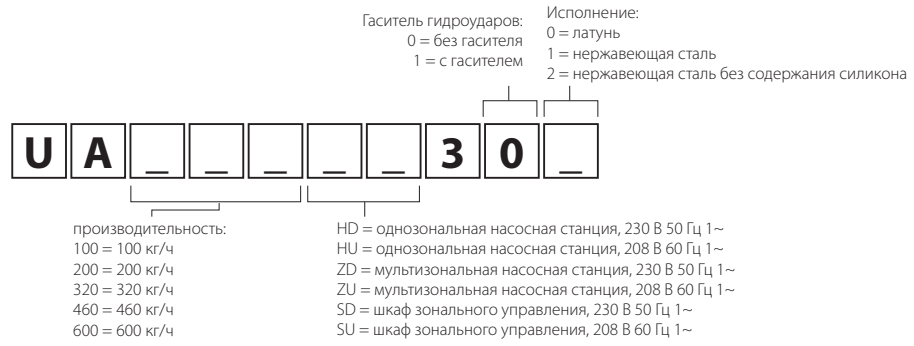 Гаситель гидроударов:
0 = без гасителя
1 = с гасителем
Исполнение:
0 = латунь
1 = нержавеющая сталь
2 = нержавеющая сталь без содержания силикона
U A _ _ _ _ _ 3 0 _
производительность:
100 = 100 кг/ч
200 = 200 кг/ч
320 = 320 кг/ч
460 = 460 кг/ч
600 = 600 кг/ч
HD = однозональная насосная станция, 230 В 50 Гц 1~
HU = однозональная насосная станция, 208 В 60 Гц 1~
ZD = мультизональная насосная станция, 230 В 50 Гц 1~
ZU = мультизональная насосная станция, 208 В 60 Гц 1~
SD = шкаф зонального управления, 230 В 50 Гц 1~
SU = шкаф зонального управления, 208 В 60 Гц 1~